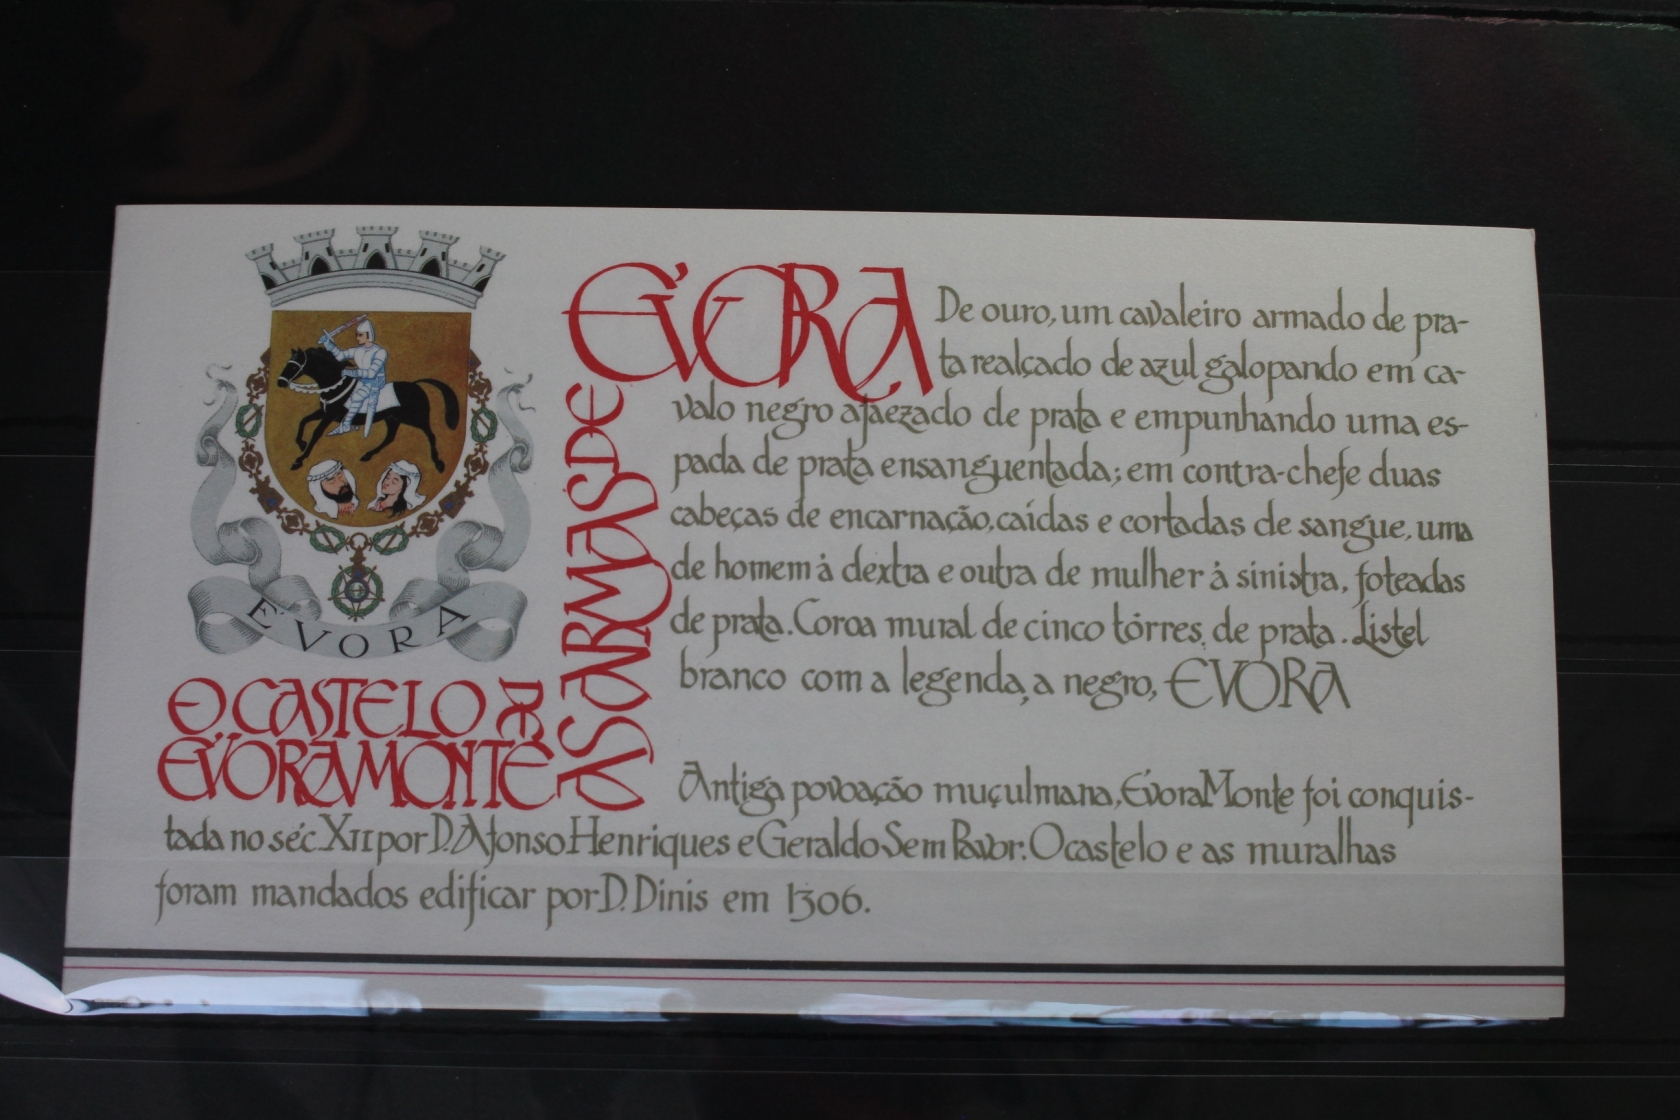 EVORA
AS ARMAS DE
ÉVORA
De ouro, um cavaleiro armado de pra-
ta realçado de azul galopando em ca-
valo negro ajaezado de prata e empunhando uma es-
pada de prata ensanguentada; em contra-chefe duas
cabeças de encarnação, caídas e cortadas de sangue, uma
de homem à dextra e outra de mulher à sinistra, foteadas
de prata. Coroa mural de cinco tôrres, de prata. Listel
branco com a legenda, a negro, EVORA
O CASTELO DE
ÉVORAMONTE
Antiga povoação muçulmana, Évora Monte foi conquis-
tada no séc. XII por D. Afonso Henriques e Geraldo Sem Pavor. O castelo e as muralhas
foram mandados edificar por D. Dinis em 1306.